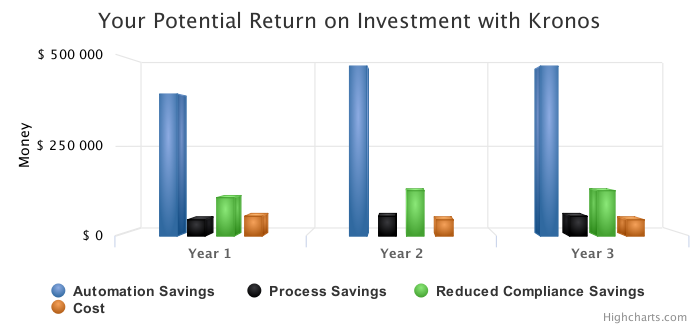 Your Potential Return on Investment with Kronos
$ 500 000
$ 250 000
$ 0
Money
Year 1 Year 2 Year 3
Automation Savings Process Savings Reduced Compliance Savings
Cost
Highcharts.com